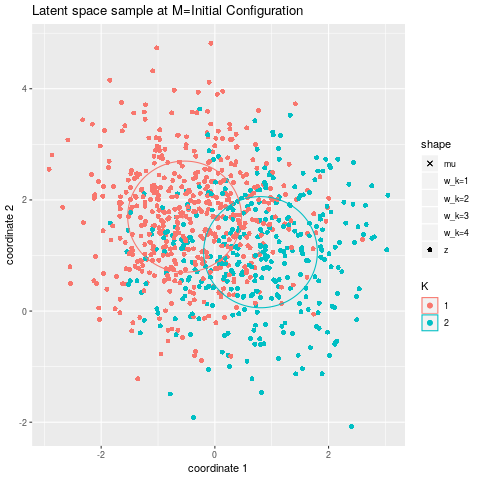 Latent space sample at M=Initial Configuration
4
2
0
-2
-2
0
2
coordinate 1
coordinate 2
shape
mu
w_k=1
w_k=2
w_k=3
w_k=4
z
K
1
2